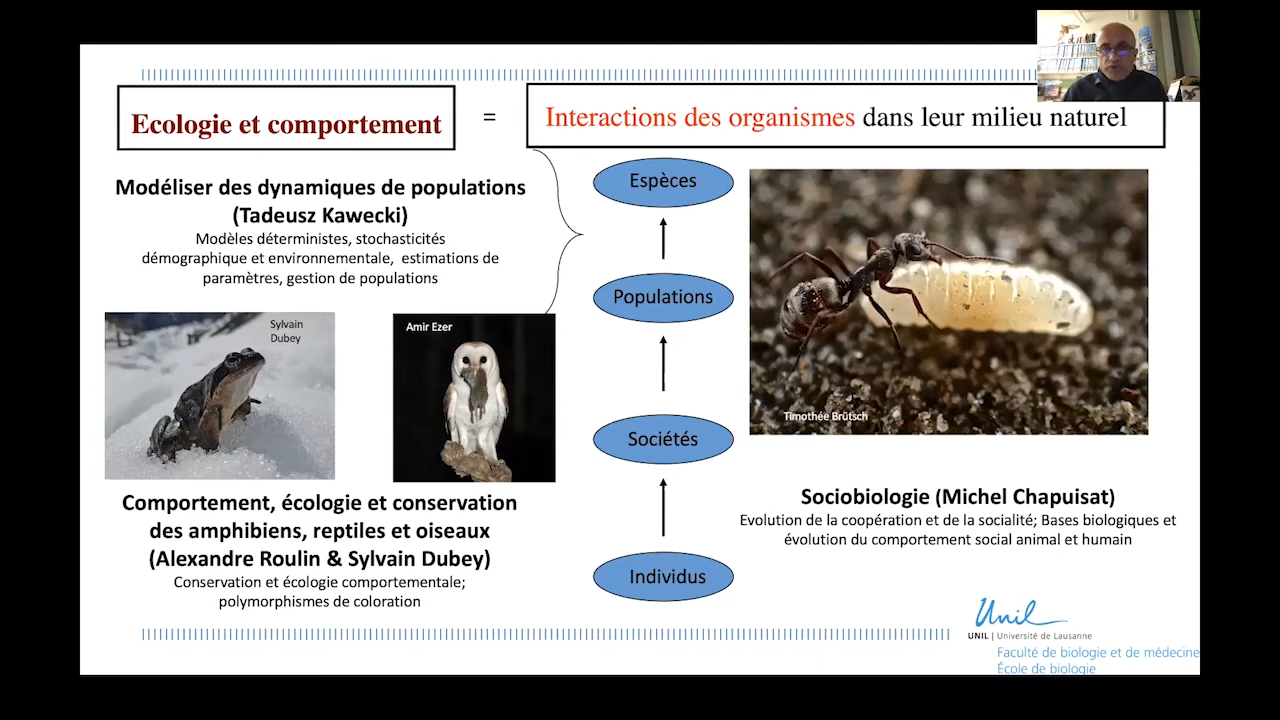 Ecologie et comportement
=
Interactions des organismes dans leur milieu naturel
Modéliser des dynamiques de populations
(Tadeusz Kawecki)
Modèles déterministes, stochasticités
démographique et environnementale, estimations de
paramètres, gestion de populations
Sylvain
Dubey
Amir Ezer
Comportement, écologie et conservation
des amphibiens, reptiles et oiseaux
(Alexandre Roulin & Sylvain Dubey)
Conservation et écologie comportementale;
polymorphismes de coloration
Espèces
Populations
Sociétés
Individus
Timothée Brütsch
Sociobiologie (Michel Chapuisat)
Evolution de la coopération et de la socialité; Bases biologiques et
évolution du comportement social animal et humain
Unil
UNIL | Université de Lausanne
Faculté de biologie et de médecine
École de biologie